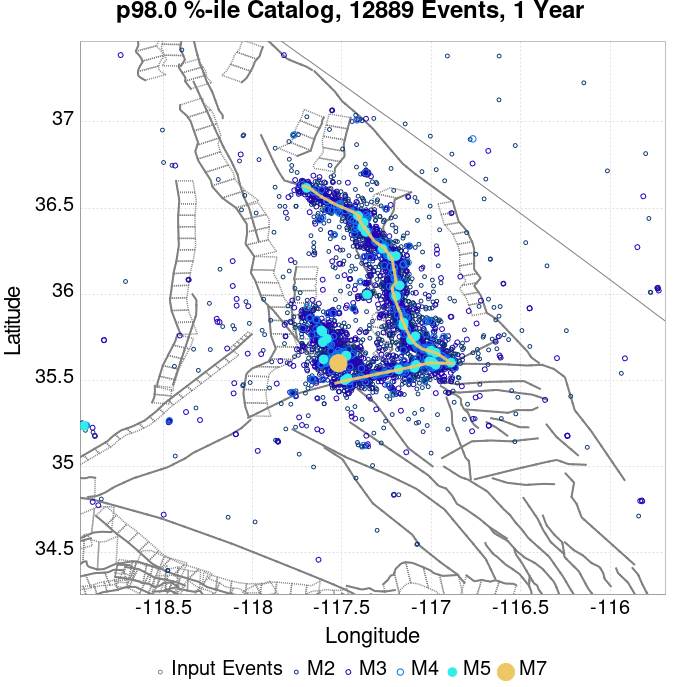 p98.0 %-ile Catalog, 12889 Events, 1 Year
37
36.5
36
35.5
35
34.5
Latitude
-118.5 -118 -117.5 -117 -116.5 -116
Longitude
Input Events M2 M3 M4 M5 M7